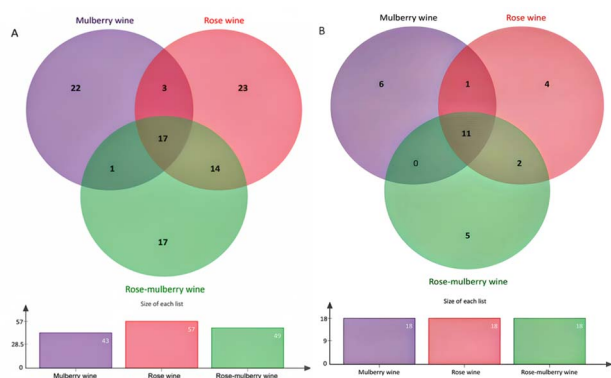 A
Mulberry wine
Rose wine
22
3
23
17
1
14
17
Rose-mulberry wine
Size of each list
57
28.5
0
43
57
49
Mulberry wine
Rose wine
Rose-mulberry wine
B
Mulberry wine
Rose wine
6
1
4
11
0
2
5
Rose-mulberry wine
Size of each list
18
9
0
18
18
18
Mulberry wine
Rose wine
Rose-mulberry wine